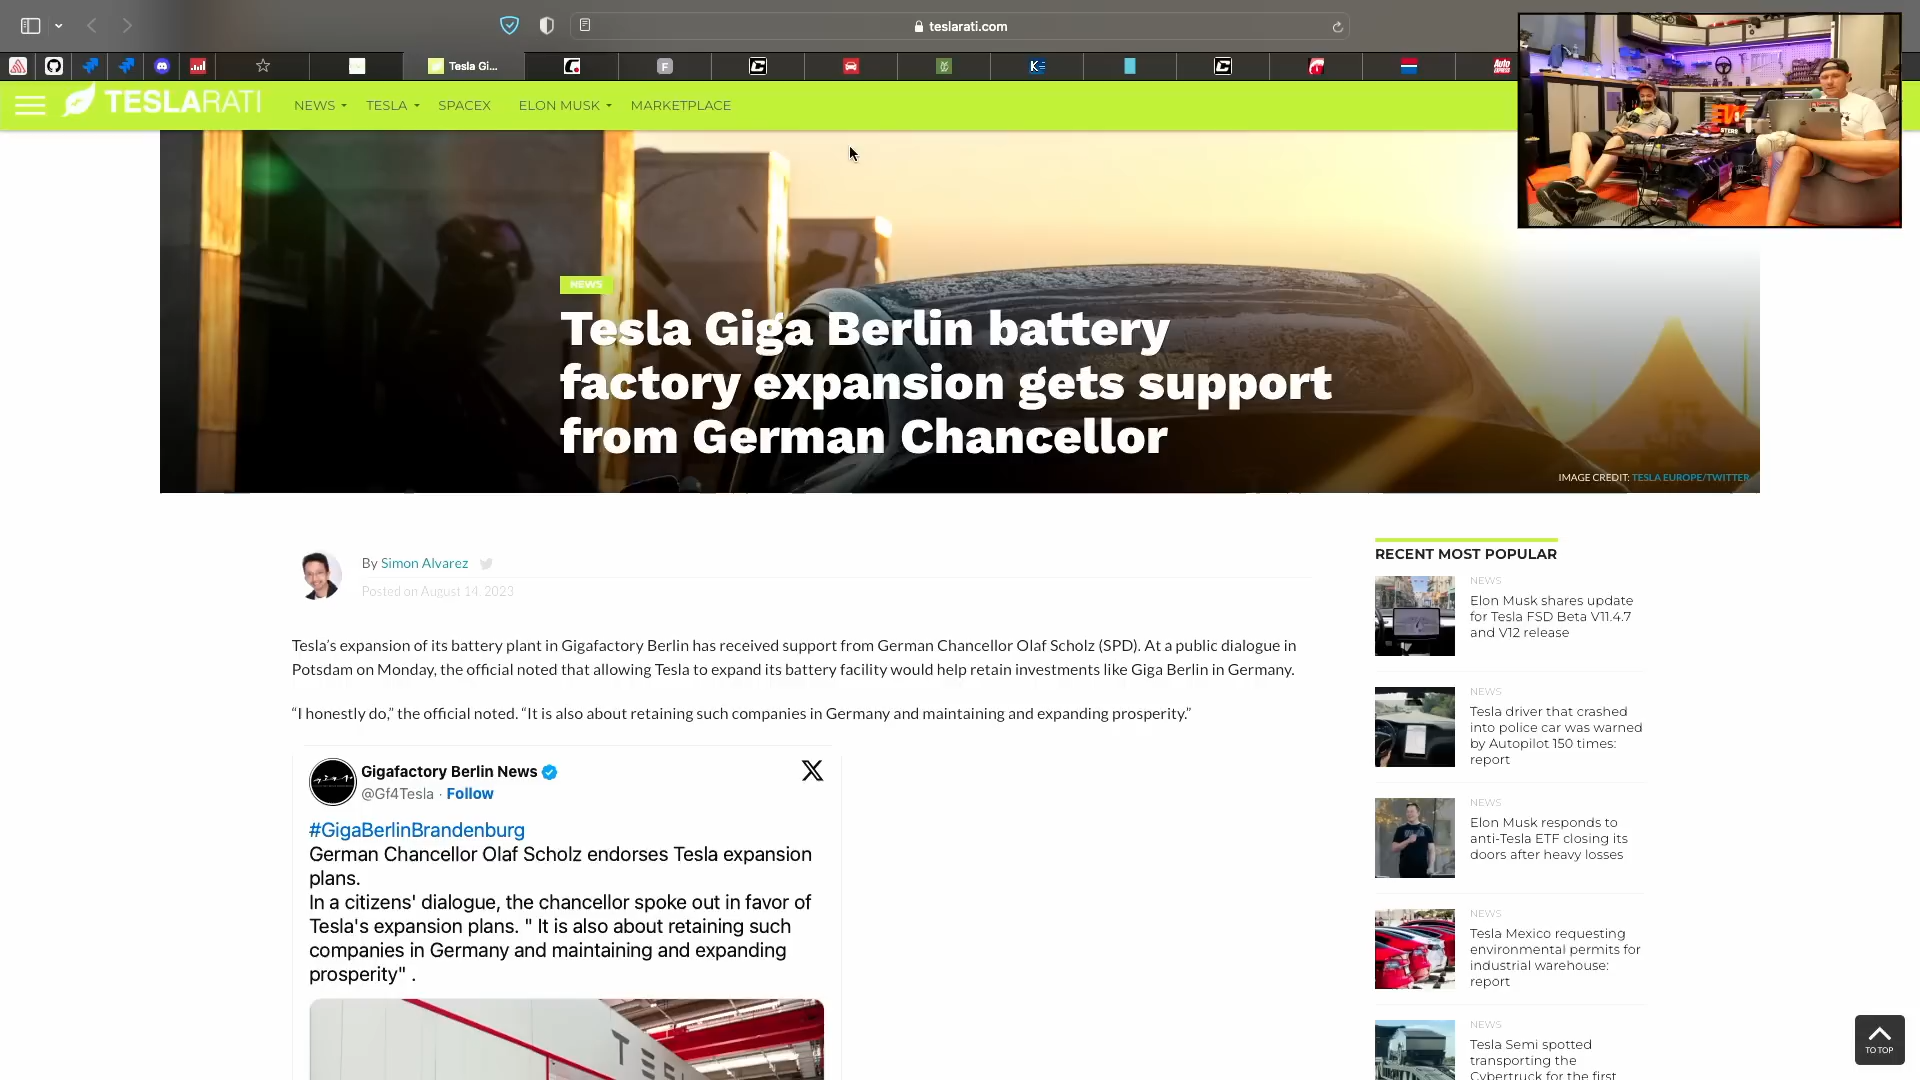 teslarati.com
Tesla Gi...
TESLARATI
NEWS
TESLA
SPACEX
ELON MUSK
MARKETPLACE
NEWS
Tesla Giga Berlin battery
factory expansion gets support
from German Chancellor
IMAGE CREDIT: TESLA EUROPE/TWITTER
By Simon Alvarez
Posted on August 14, 2023
Tesla’s expansion of its battery plant in Gigafactory Berlin has received support from German Chancellor Olaf Scholz (SPD). At a public dialogue in
Potsdam on Monday, the official noted that allowing Tesla to expand its battery facility would help retain investments like Giga Berlin in Germany.
“I honestly do,” the official noted. “It is also about retaining such companies in Germany and maintaining and expanding prosperity.”
Gigafactory Berlin News
@Gf4Tesla · Follow
#GigaBerlinBrandenburg
German Chancellor Olaf Scholz endorses Tesla expansion
plans.
In a citizens' dialogue, the chancellor spoke out in favor of
Tesla's expansion plans. " It is also about retaining such
companies in Germany and maintaining and expanding
prosperity" .
RECENT MOST POPULAR
NEWS
Elon Musk shares update
for Tesla FSD Beta V11.4.7
and V12 release
NEWS
Tesla driver that crashed
into police car was warned
by Autopilot 150 times:
report
NEWS
Elon Musk responds to
anti-Tesla ETF closing its
doors after heavy losses
NEWS
Tesla Mexico requesting
environmental permits for
industrial warehouse:
report
NEWS
Tesla Semi spotted
transporting the
Cybertruck for the first
TO TOP